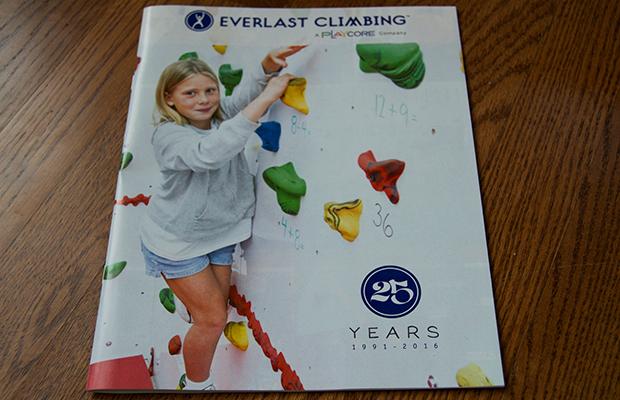 EVERLAST CLIMBING™
A PLAYCORE Company
12+9=
8-4=
36
4+8=
25
YEARS
1991-2016